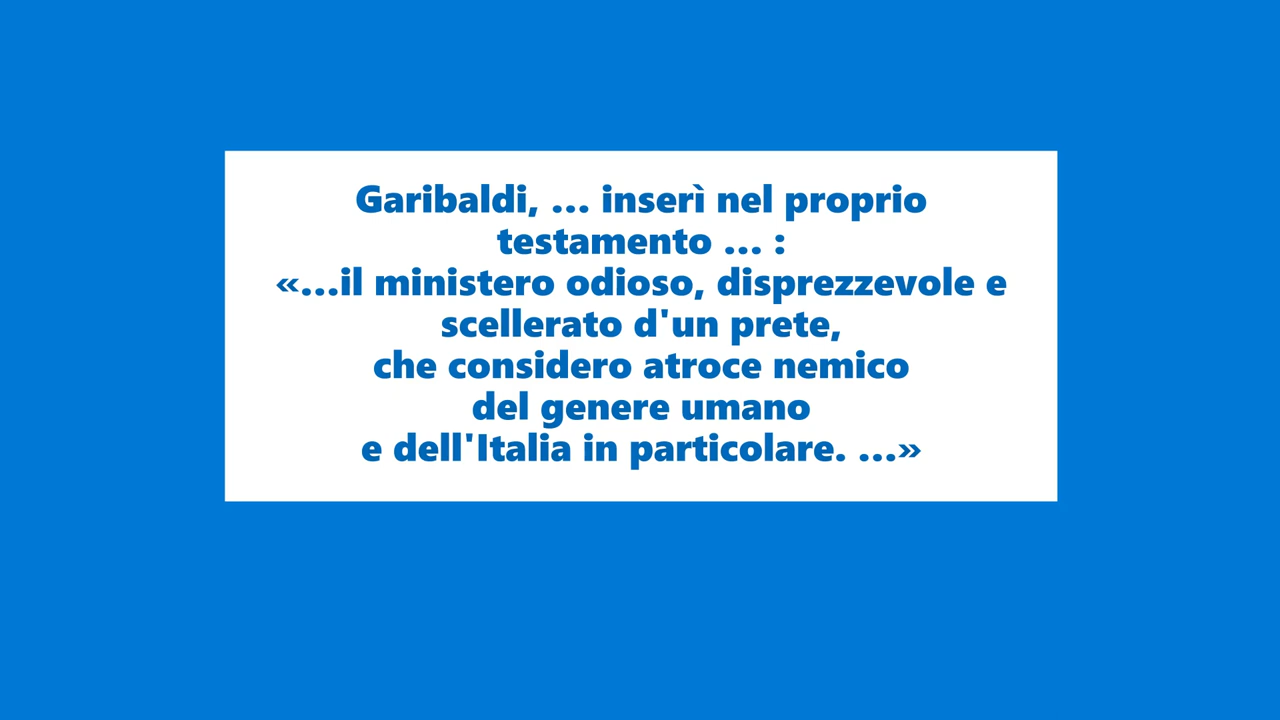 Garibaldi, ... inserì nel proprio
testamento ... :
«...il ministero odioso, disprezzevole e
scellerato d'un prete,
che considero atroce nemico
del genere umano
e dell'Italia in particolare. ...»